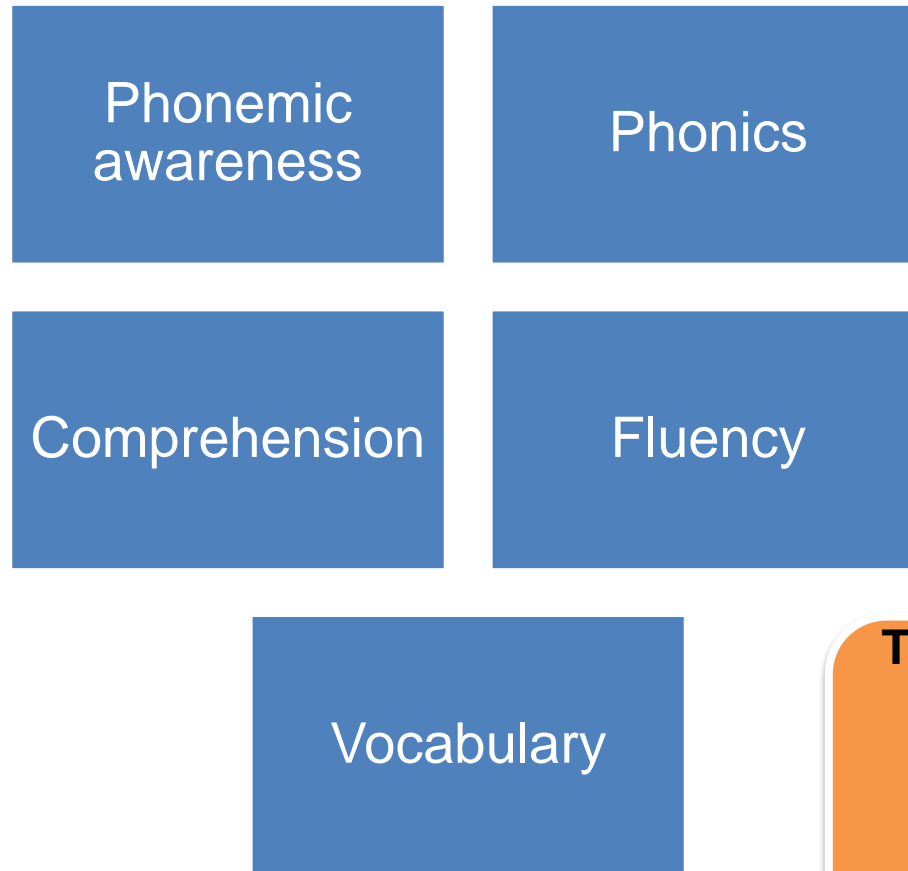 Phonemic
awareness
Phonics
Comprehension
Fluency
Vocabulary
T